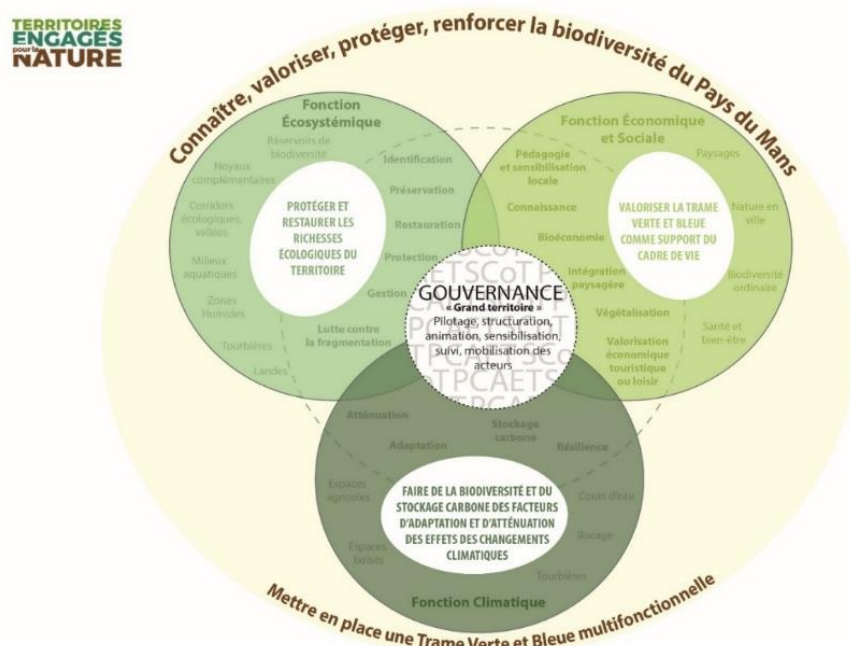 TERRITOIRES
ENGAGÉS
pour la
NATURE
Connaître, valoriser, protéger, renforcer la biodiversité du Pays du Mans
Fonction
Écosystémique
Réservoirs de
biodiversité
Noyaux
complémentaires
Corridors
écologiques,
vallées
Milieux
aquatiques
Zones
Humides
Tourbières
Landes
PROTÉGER ET
RESTAURER LES
RICHESSES
ÉCOLOGIQUES DU
TERRITOIRE
Identification
Préservation
Restauration
Protection
Gestion
Lutte contre
la fragmentation
Fonction Économique
et Sociale
Pédagogie
et sensibilisation
locale
Connaissance
Bioéconomie
Intégration
paysagère
Végétalisation
Valorisation
économique
touristique
ou loisir
VALORISER LA TRAME
VERTE ET BLEUE
COMME SUPPORT DU
CADRE DE VIE
Paysages
Nature en
ville
Biodiversité
ordinaire
Santé et
bien-être
GOUVERNANCE
« Grand territoire »
Pilotage, structuration,
animation, sensibilisation,
suivi, mobilisation des
acteurs
Atténuation
Adaptation
Stockage
carbone
Résilience
Espaces
agricoles
Espaces
boisés
FAIRE DE LA BIODIVERSITÉ ET DU
STOCKAGE CARBONE DES FACTEURS
D'ADAPTATION ET D'ATTÉNUATION
DES EFFETS DES CHANGEMENTS
CLIMATIQUES
Cours d'eau
Bocage
Tourbières
Fonction Climatique
Mettre en place une Trame Verte et Bleue multifonctionnelle